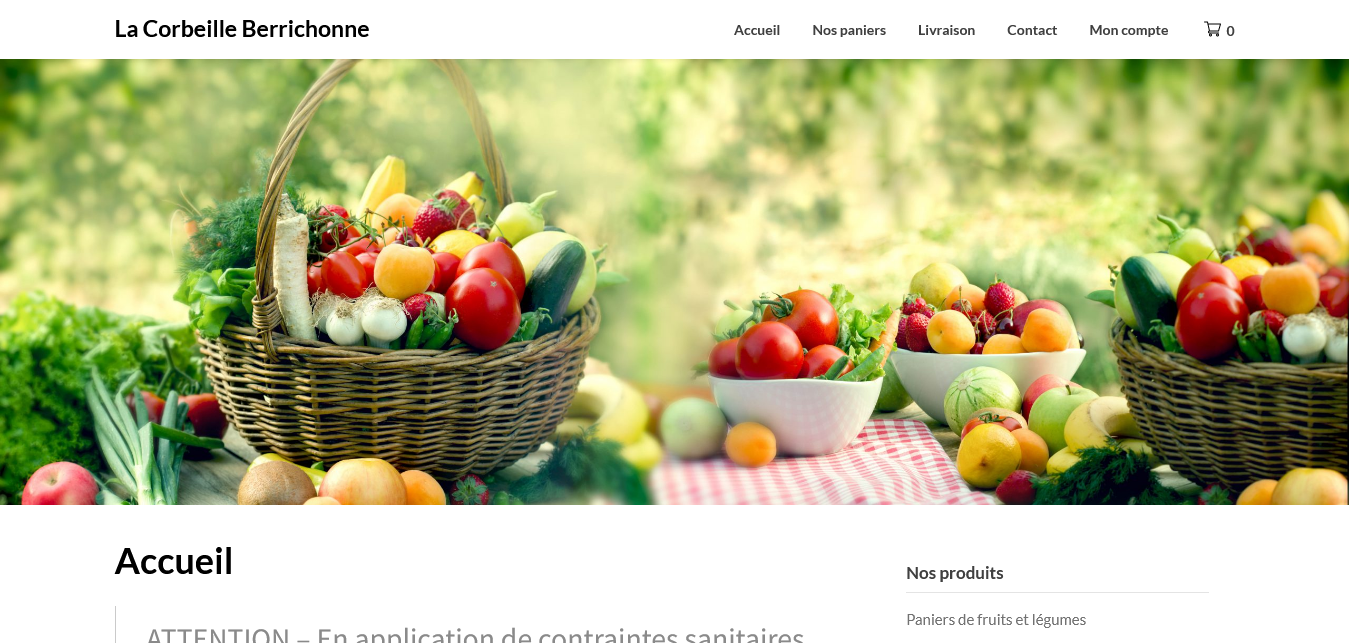 La Corbeille Berrichonne
Accueil Nos paniers Livraison Contact Mon compte 0
Accueil
Nos produits
ATTENTION – En application de contraintes sanitaires
Paniers de fruits et légumes